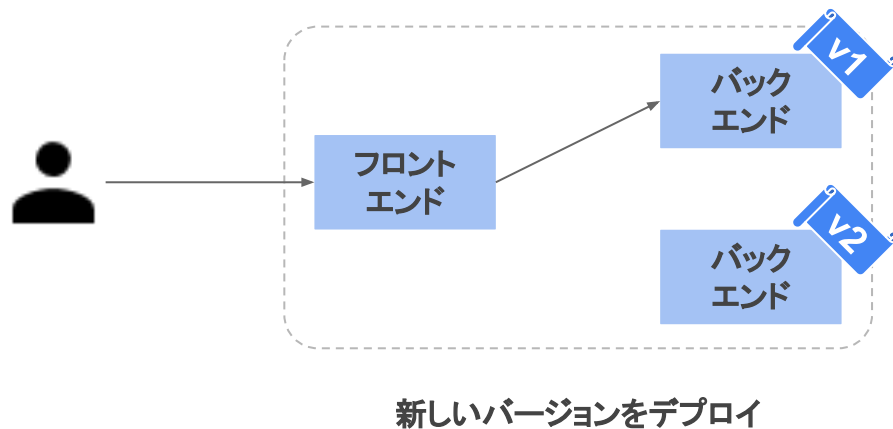 v1
バック
エンド
フロント
エンド
v2
バック
エンド
新しいバージョンをデプロイ